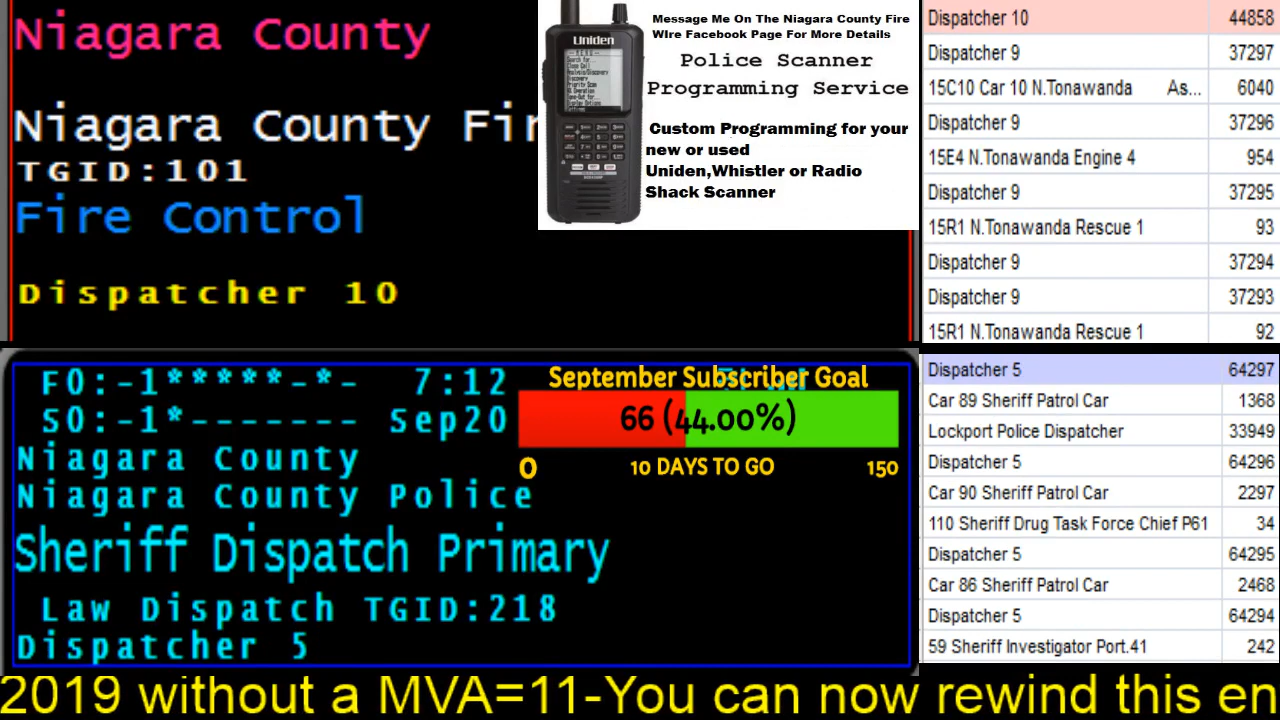 Niagara County
Niagara County Fir
TGID:101
Fire Control
Dispatcher 10
Uniden
Message Me On The Niagara County Fire
WIre Facebook Page For More Details
Police Scanner
Programming Service
Custom Programming for your
new or used
Uniden,Whistler or Radio
Shack Scanner
Dispatcher 10 44858
Dispatcher 9 37297
15C10 Car 10 N.Tonawanda As... 6040
Dispatcher 9 37296
15E4 N.Tonawanda Engine 4 954
Dispatcher 9 37295
15R1 N.Tonawanda Rescue 1 93
Dispatcher 9 37294
Dispatcher 9 37293
15R1 N.Tonawanda Rescue 1 92
F0:-1*****-*- 7:12
S0:-1*------- Sep20
Niagara County
Niagara County Police
Sheriff Dispatch Primary
Law Dispatch TGID:218
Dispatcher 5
September Subscriber Goal
66 (44.00%)
0 10 DAYS TO GO 150
Dispatcher 5 64297
Car 89 Sheriff Patrol Car 1368
Lockport Police Dispatcher 33949
Dispatcher 5 64296
Car 90 Sheriff Patrol Car 2297
110 Sheriff Drug Task Force Chief P61 34
Dispatcher 5 64295
Car 86 Sheriff Patrol Car 2468
Dispatcher 5 64294
59 Sheriff Investigator Port.41 242
2019 without a MVA=11-You can now rewind this en